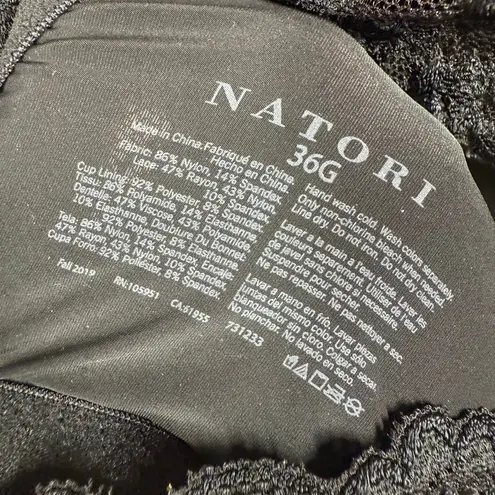 NATORI
36G
Made in China.Fabriqué en Chine.
Hecho en China.
Fabric: 86% Nylon, 14% Spandex.
Lace: 47% Rayon, 43% Nylon,
10% Spandex.
Cup Lining: 92% Polyester, 8% Spandex.
Tissu: 86% Polyamide, 14% Elasthanne.
Dentelle: 47% Viscose, 43% Polyamide,
10% Elasthanne. Doublure Du Bonnet:
92% Polyester, 8% Elasthanne.
Tela: 86% Nylon, 14% Spandex. Encaje:
47% Rayon, 43% Nylon, 10% Spandex.
Cupa Forro:92% Polliester, 8% Spandex.
Fall 2019 RN:105951 CA:51955 731233
Hand wash cold. Wash colors separately.
Only non-chlorine bleach when needed.
Line dry. Do not iron. Do not dry clean.
Laver a la main a l'eau froide. Laver les
couleurs separement. Utiliser de l'eau
de javel sans chlore si necessaire.
Suspendre pour secher.
Ne pas repasser. Ne pas nettoyer a sec.
Lavar a mano en frío. Lavar piezas
juntas del mismo color. Use sólo
blanqueador sin cloro. Colgar a secar.
No planchar. No lavado en seco.